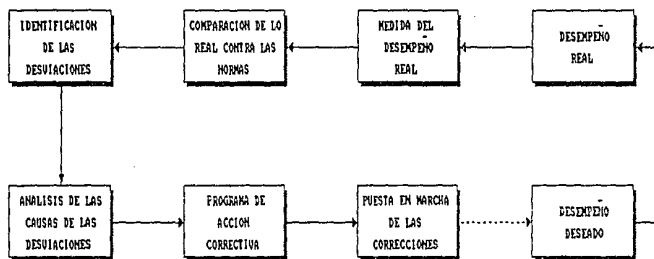 IDENTIFICACION
DE LAS
DESVIACIONES
COMPARACION DE LO
REAL CONTRA LAS
NORMAS
MEDIDA DEL
DESEMPEÑO
REAL
DESEMPEÑO
REAL
ANALISIS DE LAS
CAUSAS DE LAS
DESVIACIONES
PROGRAMA DE
ACCION
CORRECTIVA
PUESTA EN MARCHA
DE LAS
CORRECCIONES
DESEMPEÑO
DESEADO